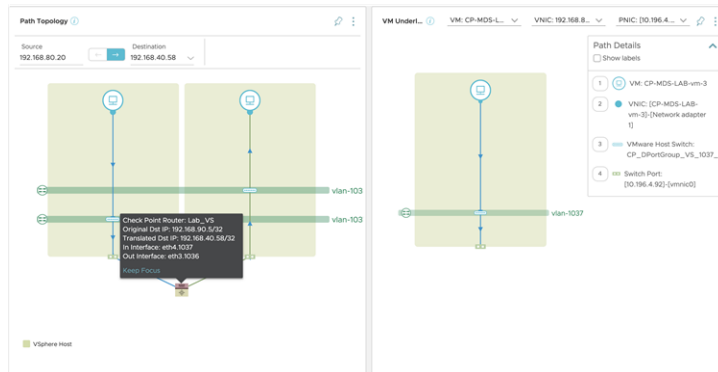 Path Topology
Source
192.168.80.20
Destination
192.168.40.58
vlan-103
vlan-103
Check Point Router: Lab_VS
Original Dst IP: 192.168.90.5/32
Translated Dst IP: 192.168.40.58/32
In Interface: eth4.1037
Out Interface: eth3.1036
Keep Focus
VSphere Host
VM Underl...
VM: CP-MDS-L...
VNIC: 192.168.8...
PNIC: [10.196.4....
Path Details
Show labels
1 VM: CP-MDS-LAB-vm-3
2 VNIC: [CP-MDS-LAB-
vm-3]-[Network adapter
1]
3 VMware Host Switch:
CP_DPortGroup_VS_1037_
4 Switch Port:
[10.196.4.92]-[vmnic0]
vlan-1037